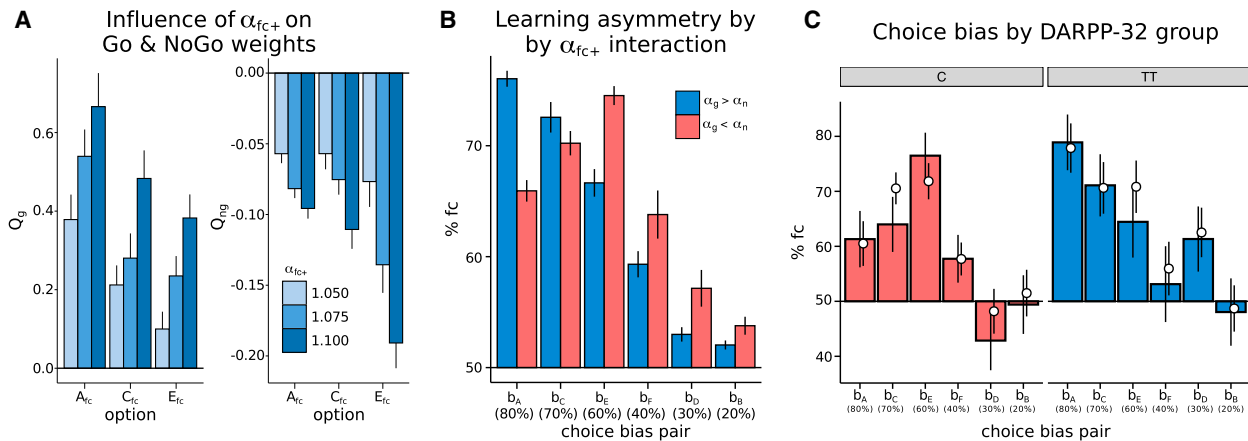 A
Influence of αfc+ on
Go & NoGo weights
Qg
0.6
0.4
0.2
0.0
Afc
Cfc
Efc
option
Qng
0.00
-0.05
-0.10
-0.15
-0.20
αfc+
1.050
1.075
1.100
Afc
Cfc
Efc
option
B
Learning asymmetry by
by αfc+ interaction
% fc
70
60
50
αg > αn
αg < αn
bA
bC
bE
bF
bD
bB
(80%)
(70%)
(60%)
(40%)
(30%)
(20%)
choice bias pair
C
Choice bias by DARPP-32 group
C
TT
% fc
80
70
60
50
40
bA
bC
bE
bF
bD
bB
(80%)
(70%)
(60%)
(40%)
(30%)
(20%)
bA
bC
bE
bF
bD
bB
(80%)
(70%)
(60%)
(40%)
(30%)
(20%)
choice bias pair